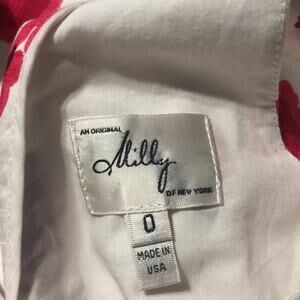 AN ORIGINAL
Milly
OF NEW YORK
0
MADE IN
USA